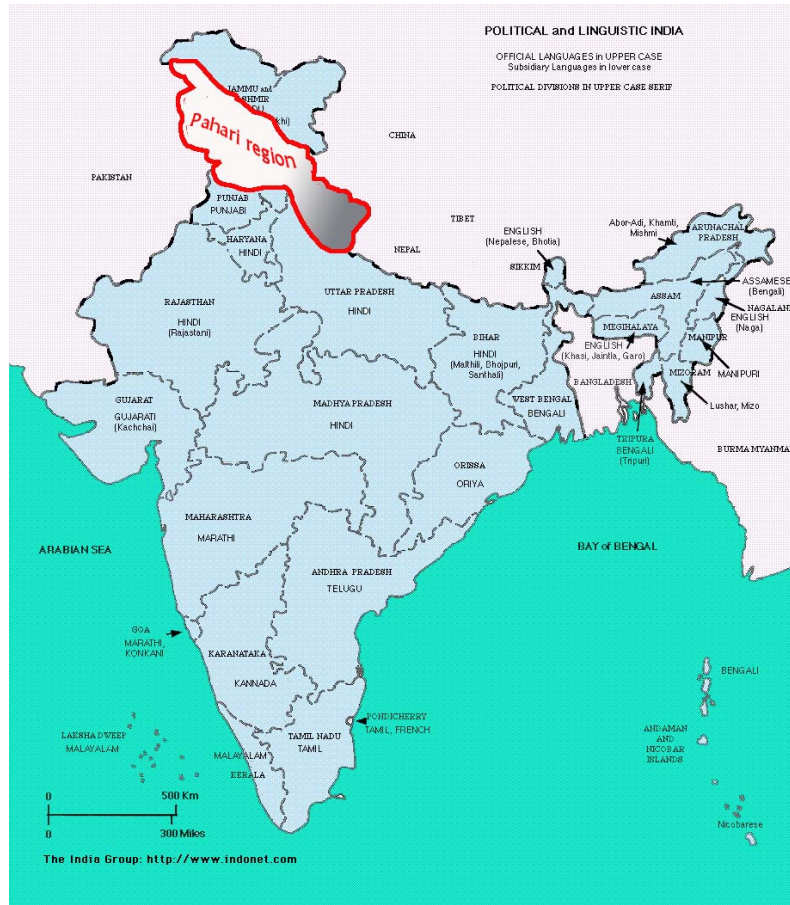 POLITICAL and LINGUISTIC INDIA
OFFICIAL LANGUAGES in UPPER CASE
Subsidiary Languages in lower case
POLITICAL DIVISIONS IN UPPER CASE SERIF
JAMMU and
Pahari region
CHINA
PAKISTAN
PUNJAB
PUNJABI
TIBET
HARYANA
HINDI
NEPAL
ENGLISH
(Nepalese, Bhotia)
SIKKIM
Abor-Adi, Khamti,
Mishmi
ARUNACHAL
PRADESH
ASSAMESE
(Bengali)
ASSAM
NAGALAND
ENGLISH
(Naga)
RAJASTHAN
HINDI
(Rajastani)
UTTAR PRADESH
HINDI
BIHAR
HINDI
(Maithili, Bhojpuri,
Santhali)
MEGIHALAYA
ENGLISH
(Khasi, Jaintla, Garo)
MANIPUR
MANIPURI
BANGLADESH
MIZORAM
Lushar, Mizo
GUJARAT
GUJARATI
(Kachchai)
MADHYA PRADESH
HINDI
WEST BENGAL
BENGALI
TRIPURA
BENGALI
(Tripuri)
BURMA MYANMA
ORISSA
ORIYA
MAHARASHTRA
MARATHI
ARABIAN SEA
BAY of BENGAL
ANDHRA PRADESH
TELUGU
GOA
MARATHI,
KONKANI
KARANATAKA
KANNADA
BENGALI
PONDICHERRY
TAMIL, FRENCH
LAKSHADWEEP
MALAYALAM
TAMIL NADU
TAMIL
MALAYALAM
KERALA
ANDAMAN
AND
NICOBAR
ISLANDS
Nicobarese
0 500 Km
0 300 Miles
The India Group: http://www.indonet.com